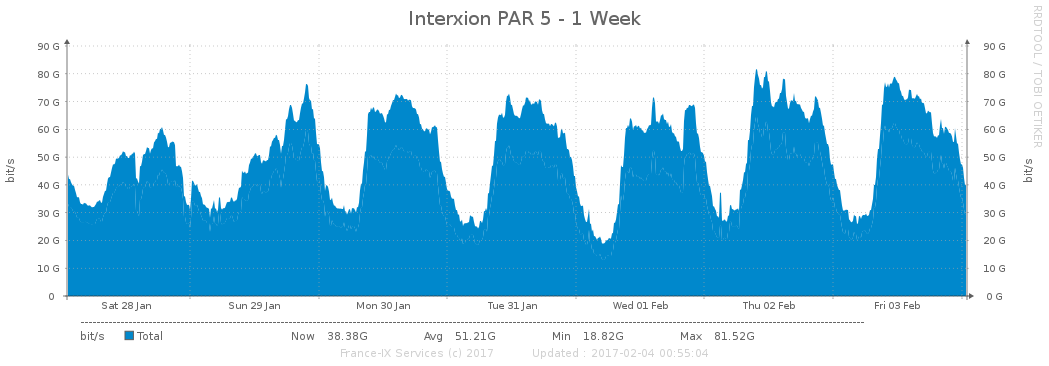 Interxion PAR 5 - 1 Week
RRDTOOL / TOBI OETIKER
90 G 90 G
80 G 80 G
70 G 70 G
60 G 60 G
50 G 50 G
40 G 40 G
30 G 30 G
20 G 20 G
10 G 10 G
0 0 G
bit/s bit/s
Sat 28 Jan Sun 29 Jan Mon 30 Jan Tue 31 Jan Wed 01 Feb Thu 02 Feb Fri 03 Feb
bit/s Total Now 38.38G Avg 51.21G Min 18.82G Max 81.52G
France-IX Services (c) 2017 Updated : 2017-02-04 00:55:04